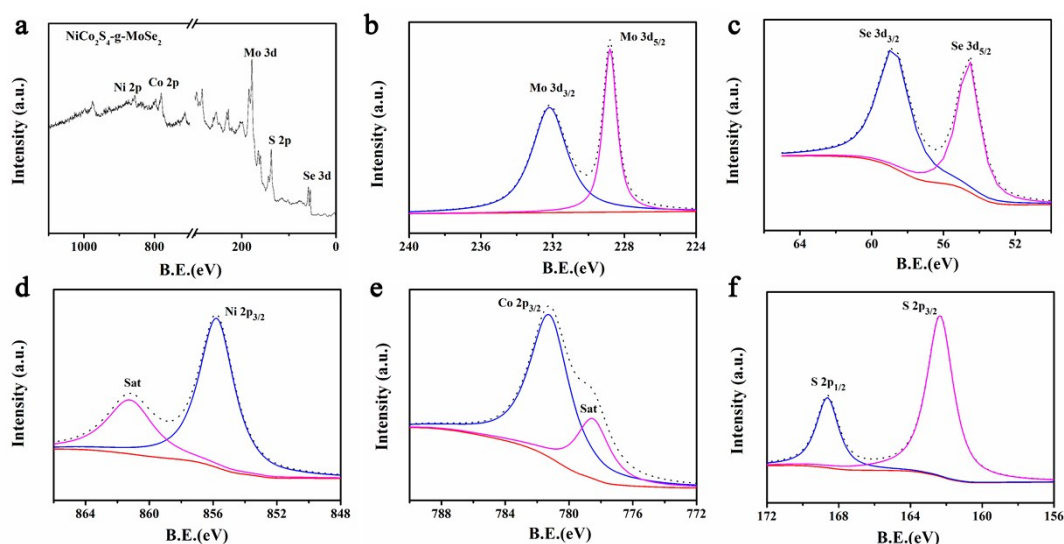 a
NiCo₂S₄-g-MoSe₂
Mo 3d
Ni 2p
Co 2p
S 2p
Se 3d
Intensity (a.u.)
1000 800 200 0
B.E.(eV)
b
Mo 3d₅/₂
Mo 3d₃/₂
Intensity (a.u.)
240 236 232 228 224
B.E.(eV)
c
Se 3d₃/₂
Se 3d₅/₂
Intensity (a.u.)
64 60 56 52
B.E.(eV)
d
Ni 2p₃/₂
Sat
Intensity (a.u.)
864 860 856 852 848
B.E.(eV)
e
Co 2p₃/₂
Sat
Intensity (a.u.)
788 784 780 776 772
B.E.(eV)
f
S 2p₃/₂
S 2p₁/₂
Intensity (a.u.)
172 168 164 160 156
B.E.(eV)